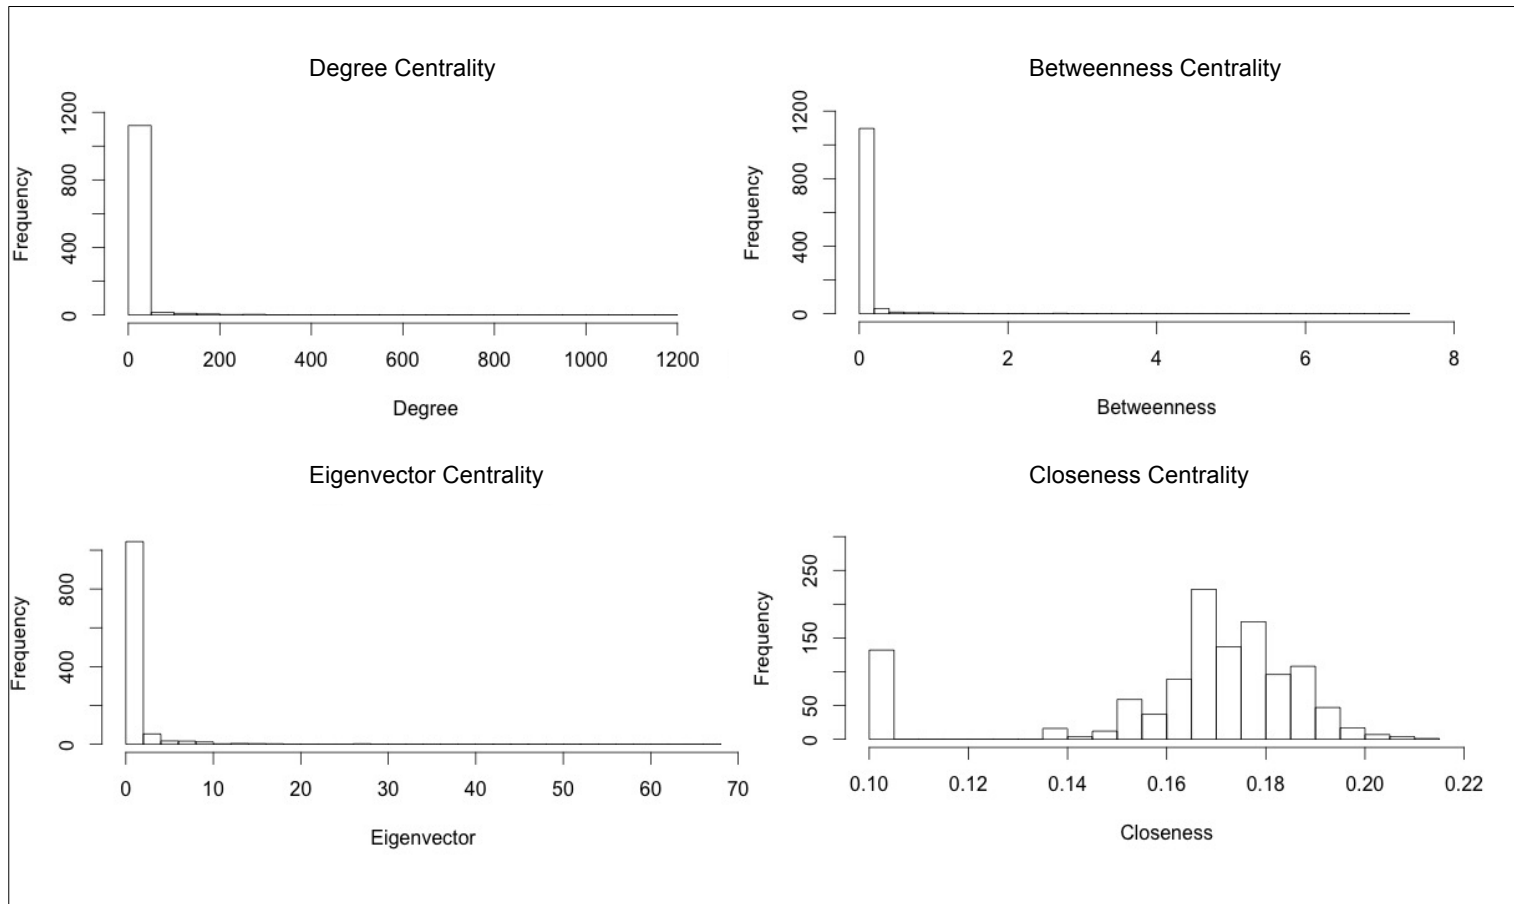 Degree Centrality
Frequency
0 400 800 1200
0 200 400 600 800 1000 1200
Degree
Betweenness Centrality
Frequency
0 400 800 1200
0 2 4 6 8
Betweenness
Eigenvector Centrality
Frequency
0 400 800
0 10 20 30 40 50 60 70
Eigenvector
Closeness Centrality
Frequency
0 50 150 250
0.10 0.12 0.14 0.16 0.18 0.20 0.22
Closeness